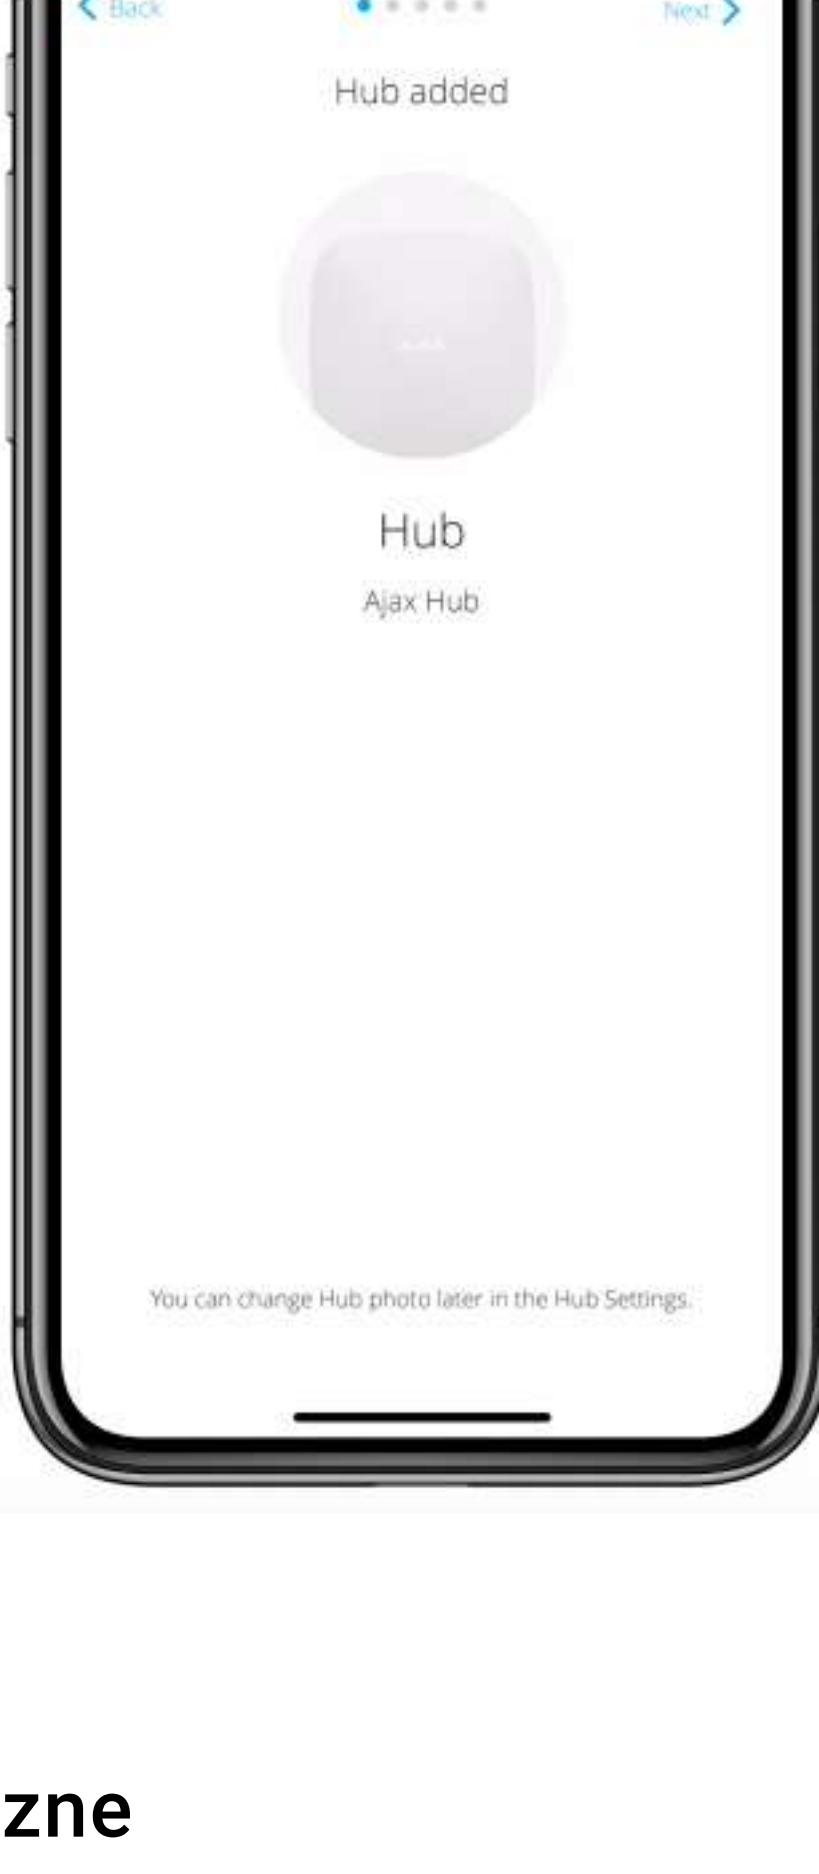 Back
Next
Hub added
Hub
Ajax Hub
You can change Hub photo later in the Hub Settings.
zne